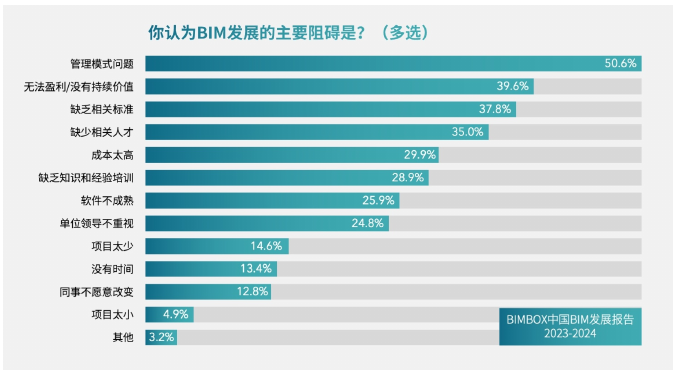 你认为BIM发展的主要阻碍是？（多选）
管理模式问题 50.6%
无法盈利/没有持续价值 39.6%
缺乏相关标准 37.8%
缺少相关人才 35.0%
成本太高 29.9%
缺乏知识和经验培训 28.9%
软件不成熟 25.9%
单位领导不重视 24.8%
项目太少 14.6%
没有时间 13.4%
同事不愿意改变 12.8%
项目太小 4.9%
其他 3.2%
BIMBOX中国BIM发展报告
2023-2024